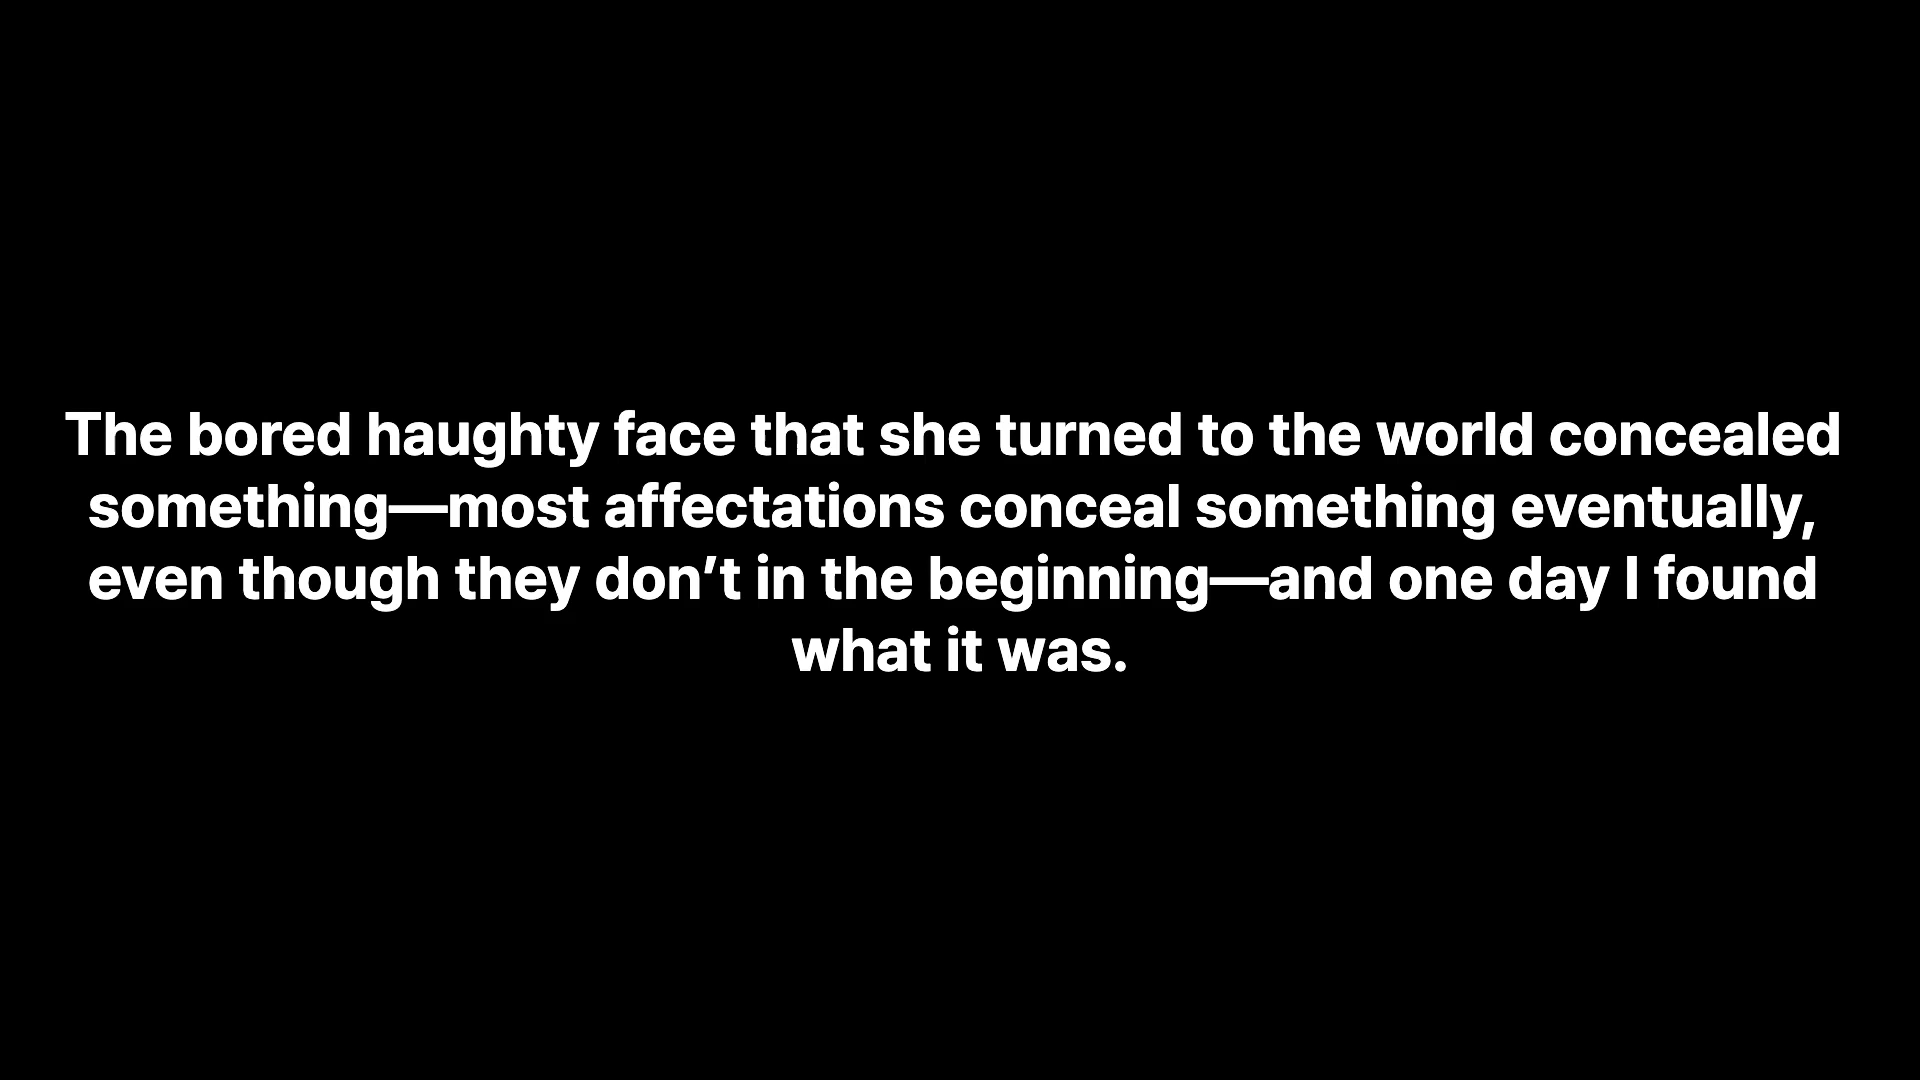 The bored haughty face that she turned to the world concealed
something—most affectations conceal something eventually,
even though they don’t in the beginning—and one day I found
what it was.